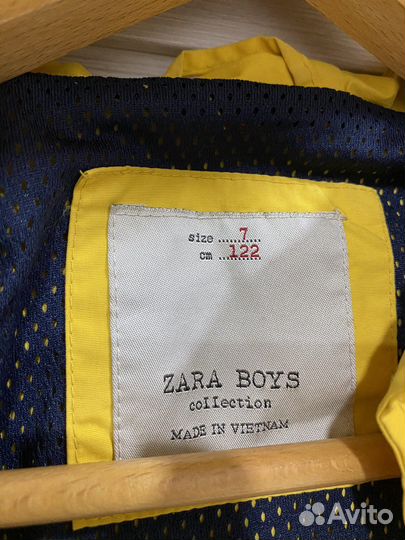 size ......7......
cm ...122...
ZARA BOYS
collection
MADE IN VIETNAM
Avito